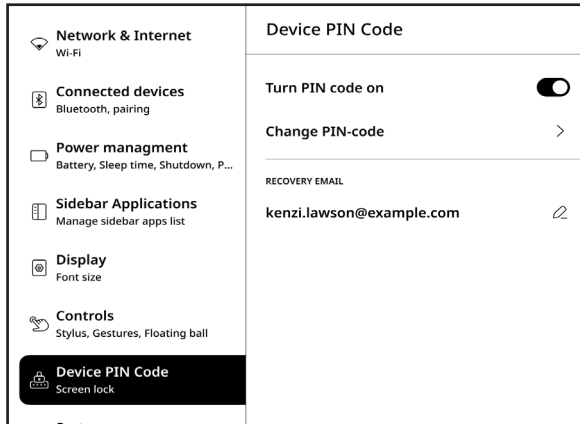 Network & Internet
Wi-Fi
Connected devices
Bluetooth, pairing
Power managment
Battery, Sleep time, Shutdown, P...
Sidebar Applications
Manage sidebar apps list
Display
Font size
Controls
Stylus, Gestures, Floating ball
Device PIN Code
Screen lock
Device PIN Code
Turn PIN code on
Change PIN-code
RECOVERY EMAIL
kenzi.lawson@example.com